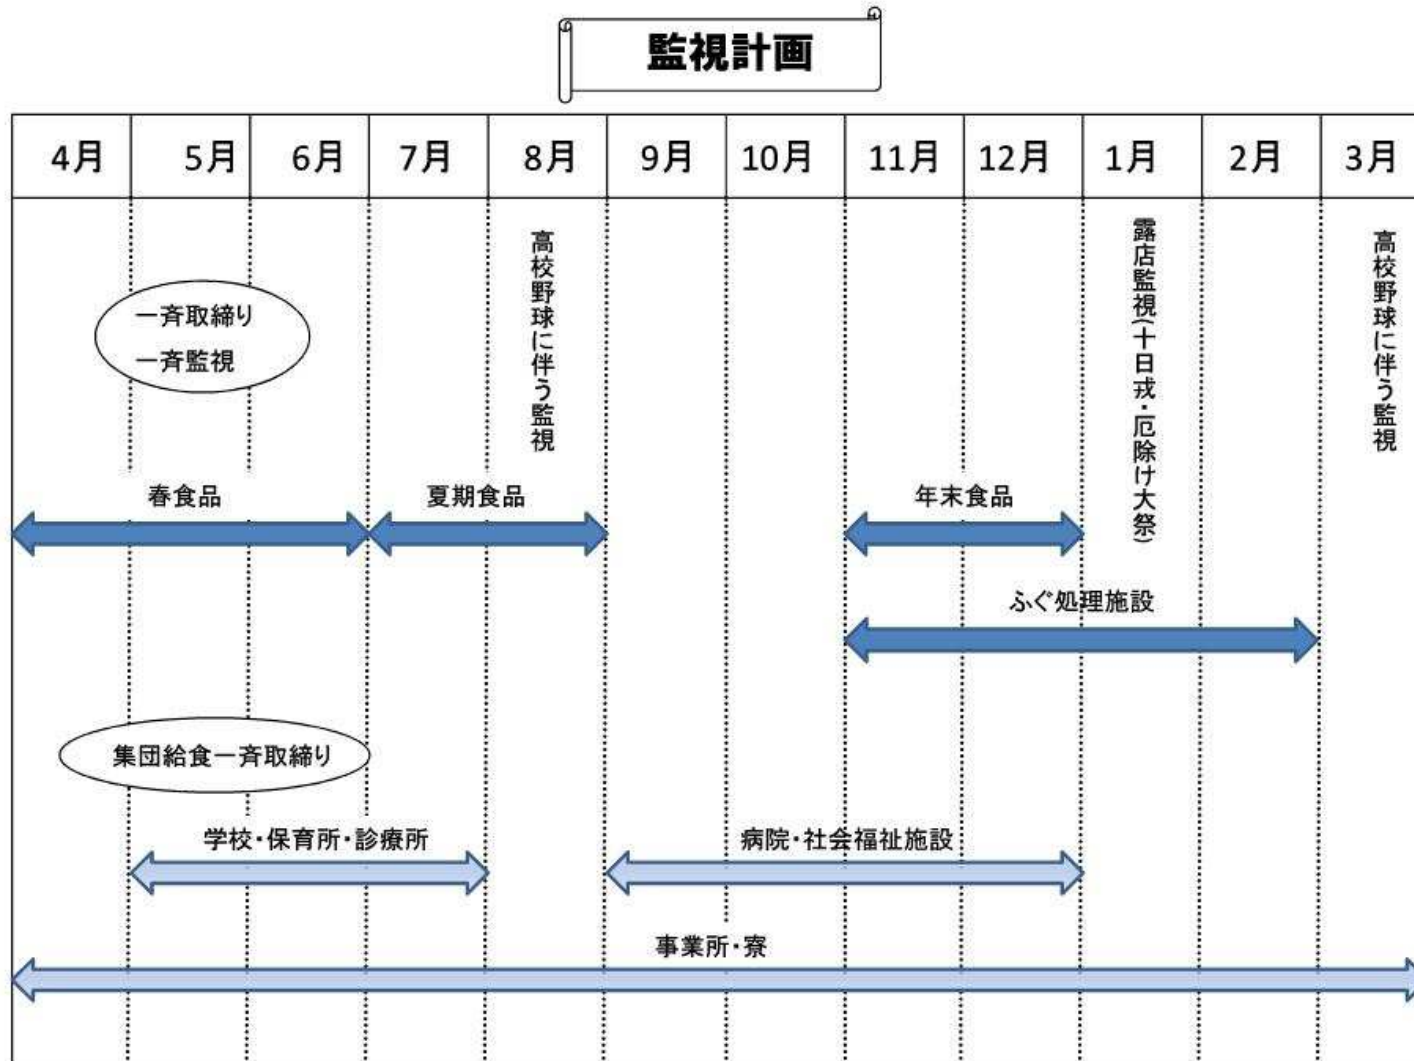 監視計画
4月 5月 6月 7月 8月 9月 10月 11月 12月 1月 2月 3月
一斉取締り
一斉監視
高校野球に伴う監視
露店監視(十日戎・厄除け大祭)
高校野球に伴う監視
春食品
夏期食品
年末食品
ふぐ処理施設
集団給食一斉取締り
学校・保育所・診療所
病院・社会福祉施設
事業所・寮